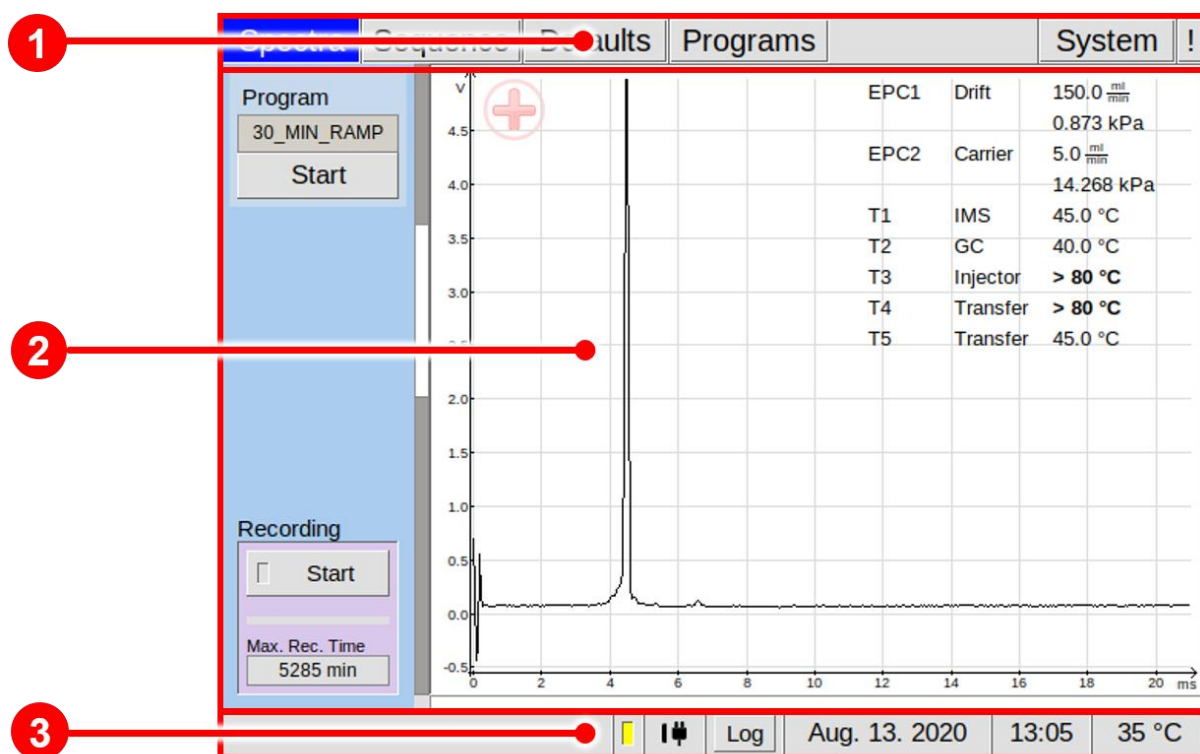 1
Spectra Sequence Defaults Programs System !
Program
30_MIN_RAMP
Start
V
4.5
4.0
3.5
3.0
2.0
1.5
1.0
0.5
0.0
-0.5
0 2 4 6 8 10 12 14 16 18 20 ms
EPC1 Drift 150.0 ml/min
0.873 kPa
EPC2 Carrier 5.0 ml/min
14.268 kPa
T1 IMS 45.0 °C
T2 GC 40.0 °C
T3 Injector > 80 °C
T4 Transfer > 80 °C
T5 Transfer 45.0 °C
2
Recording
Start
Max. Rec. Time
5285 min
3
Log Aug. 13. 2020 13:05 35 °C